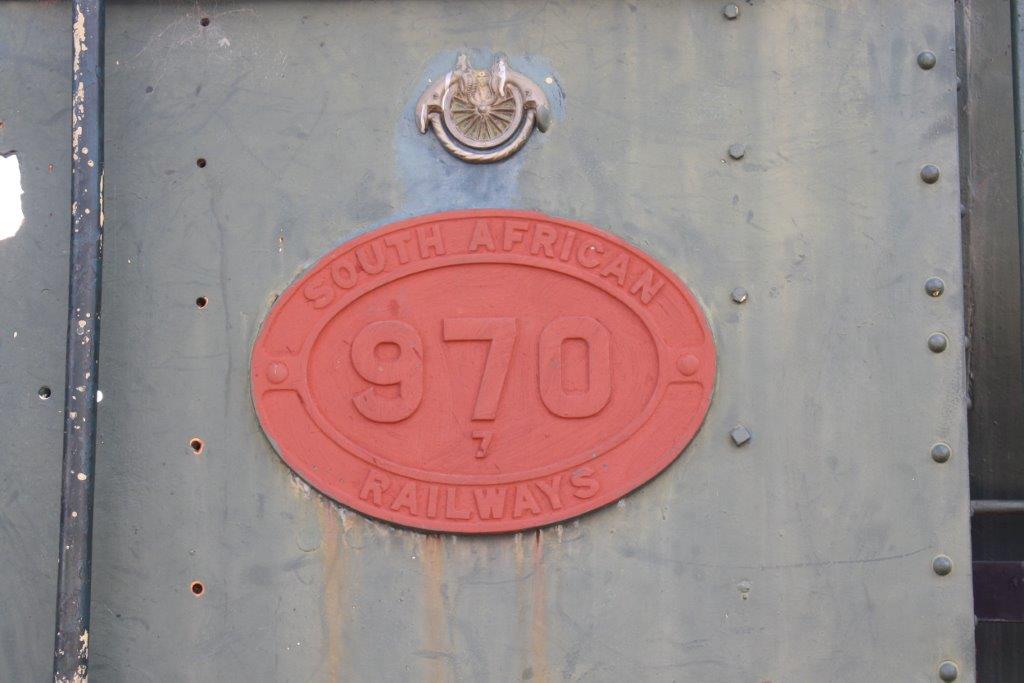 SOUTH AFRICAN
970
7
RAILWAYS